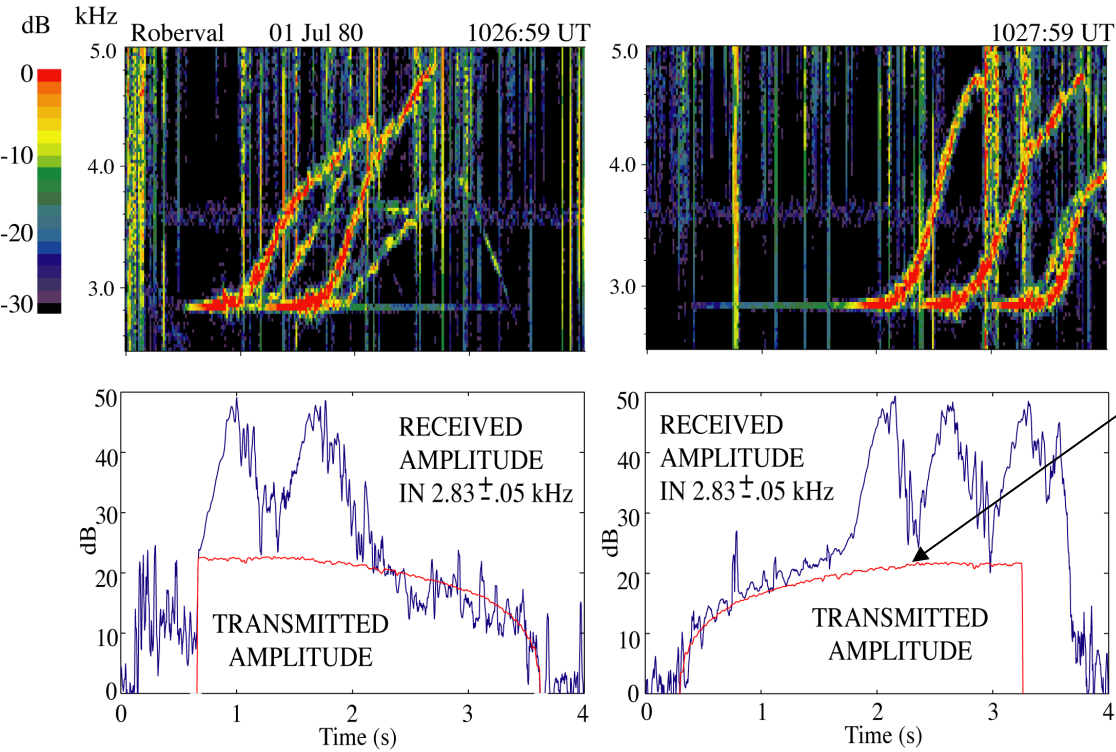 dB
kHz
Roberval 01 Jul 80 1026:59 UT
1027:59 UT
5.0
4.0
3.0
5.0
4.0
3.0
0
-10
-20
-30
50
40
30
20
10
0
dB
RECEIVED
AMPLITUDE
IN 2.83 ± .05 kHz
TRANSMITTED
AMPLITUDE
0 1 2 3 4
Time (s)
50
40
30
20
10
0
dB
RECEIVED
AMPLITUDE
IN 2.83 ± .05 kHz
TRANSMITTED
AMPLITUDE
0 1 2 3 4
Time (s)